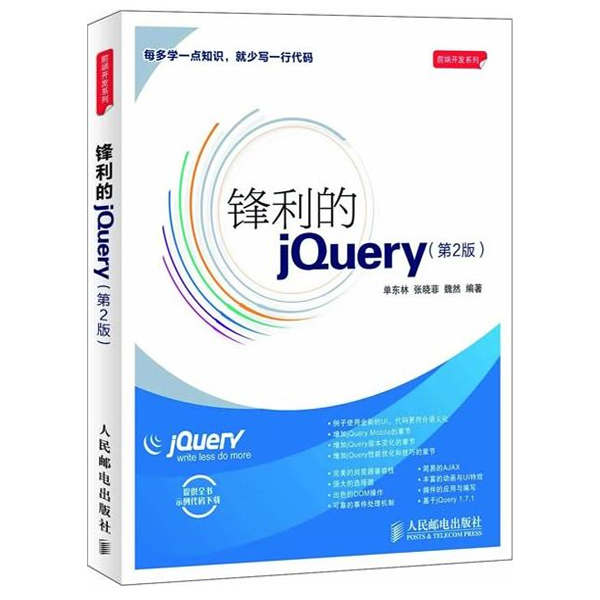 每多学一点知识，就少写一行代码
前端开发系列
前端开发系列
锋利的
jQuery（第2版）
锋利的jQuery（第2版）
单东林 张晓菲 魏然 编著
jQuery
write less do more
提供全书
示例代码下载
• 例子使用全新的UI，代码更符合语义化
• 增加jQuery Mobile的章节
• 增加jQuery版本变化的章节
• 增加jQuery性能优化和技巧的章节
• 完美的浏览器兼容性
• 强大的选择器
• 出色的DOM操作
• 可靠的事件处理机制
• 简易的AJAX
• 丰富的动画与UI特效
• 插件的应用与编写
• 基于jQuery 1.7.1
人民邮电出版社
人民邮电出版社
POSTS & TELECOM PRESS